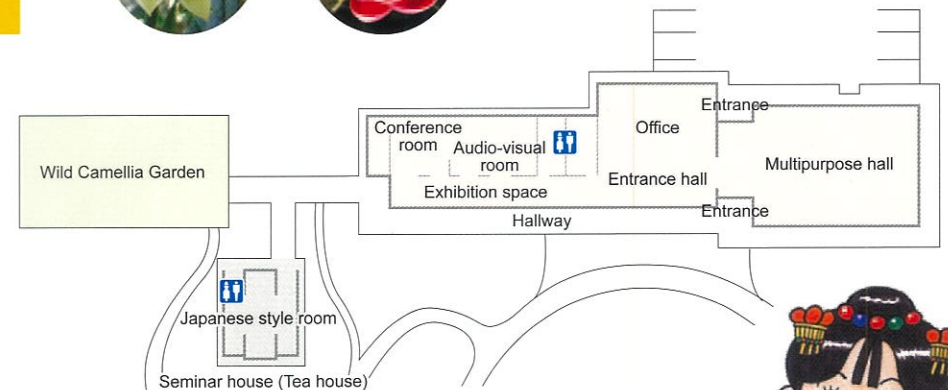 Entrance
Conference
room
Office
Audio-visual
room
Multipurpose hall
Wild Camellia Garden
Entrance hall
Exhibition space
Entrance
Hallway
Japanese style room
Seminar house (Tea house)